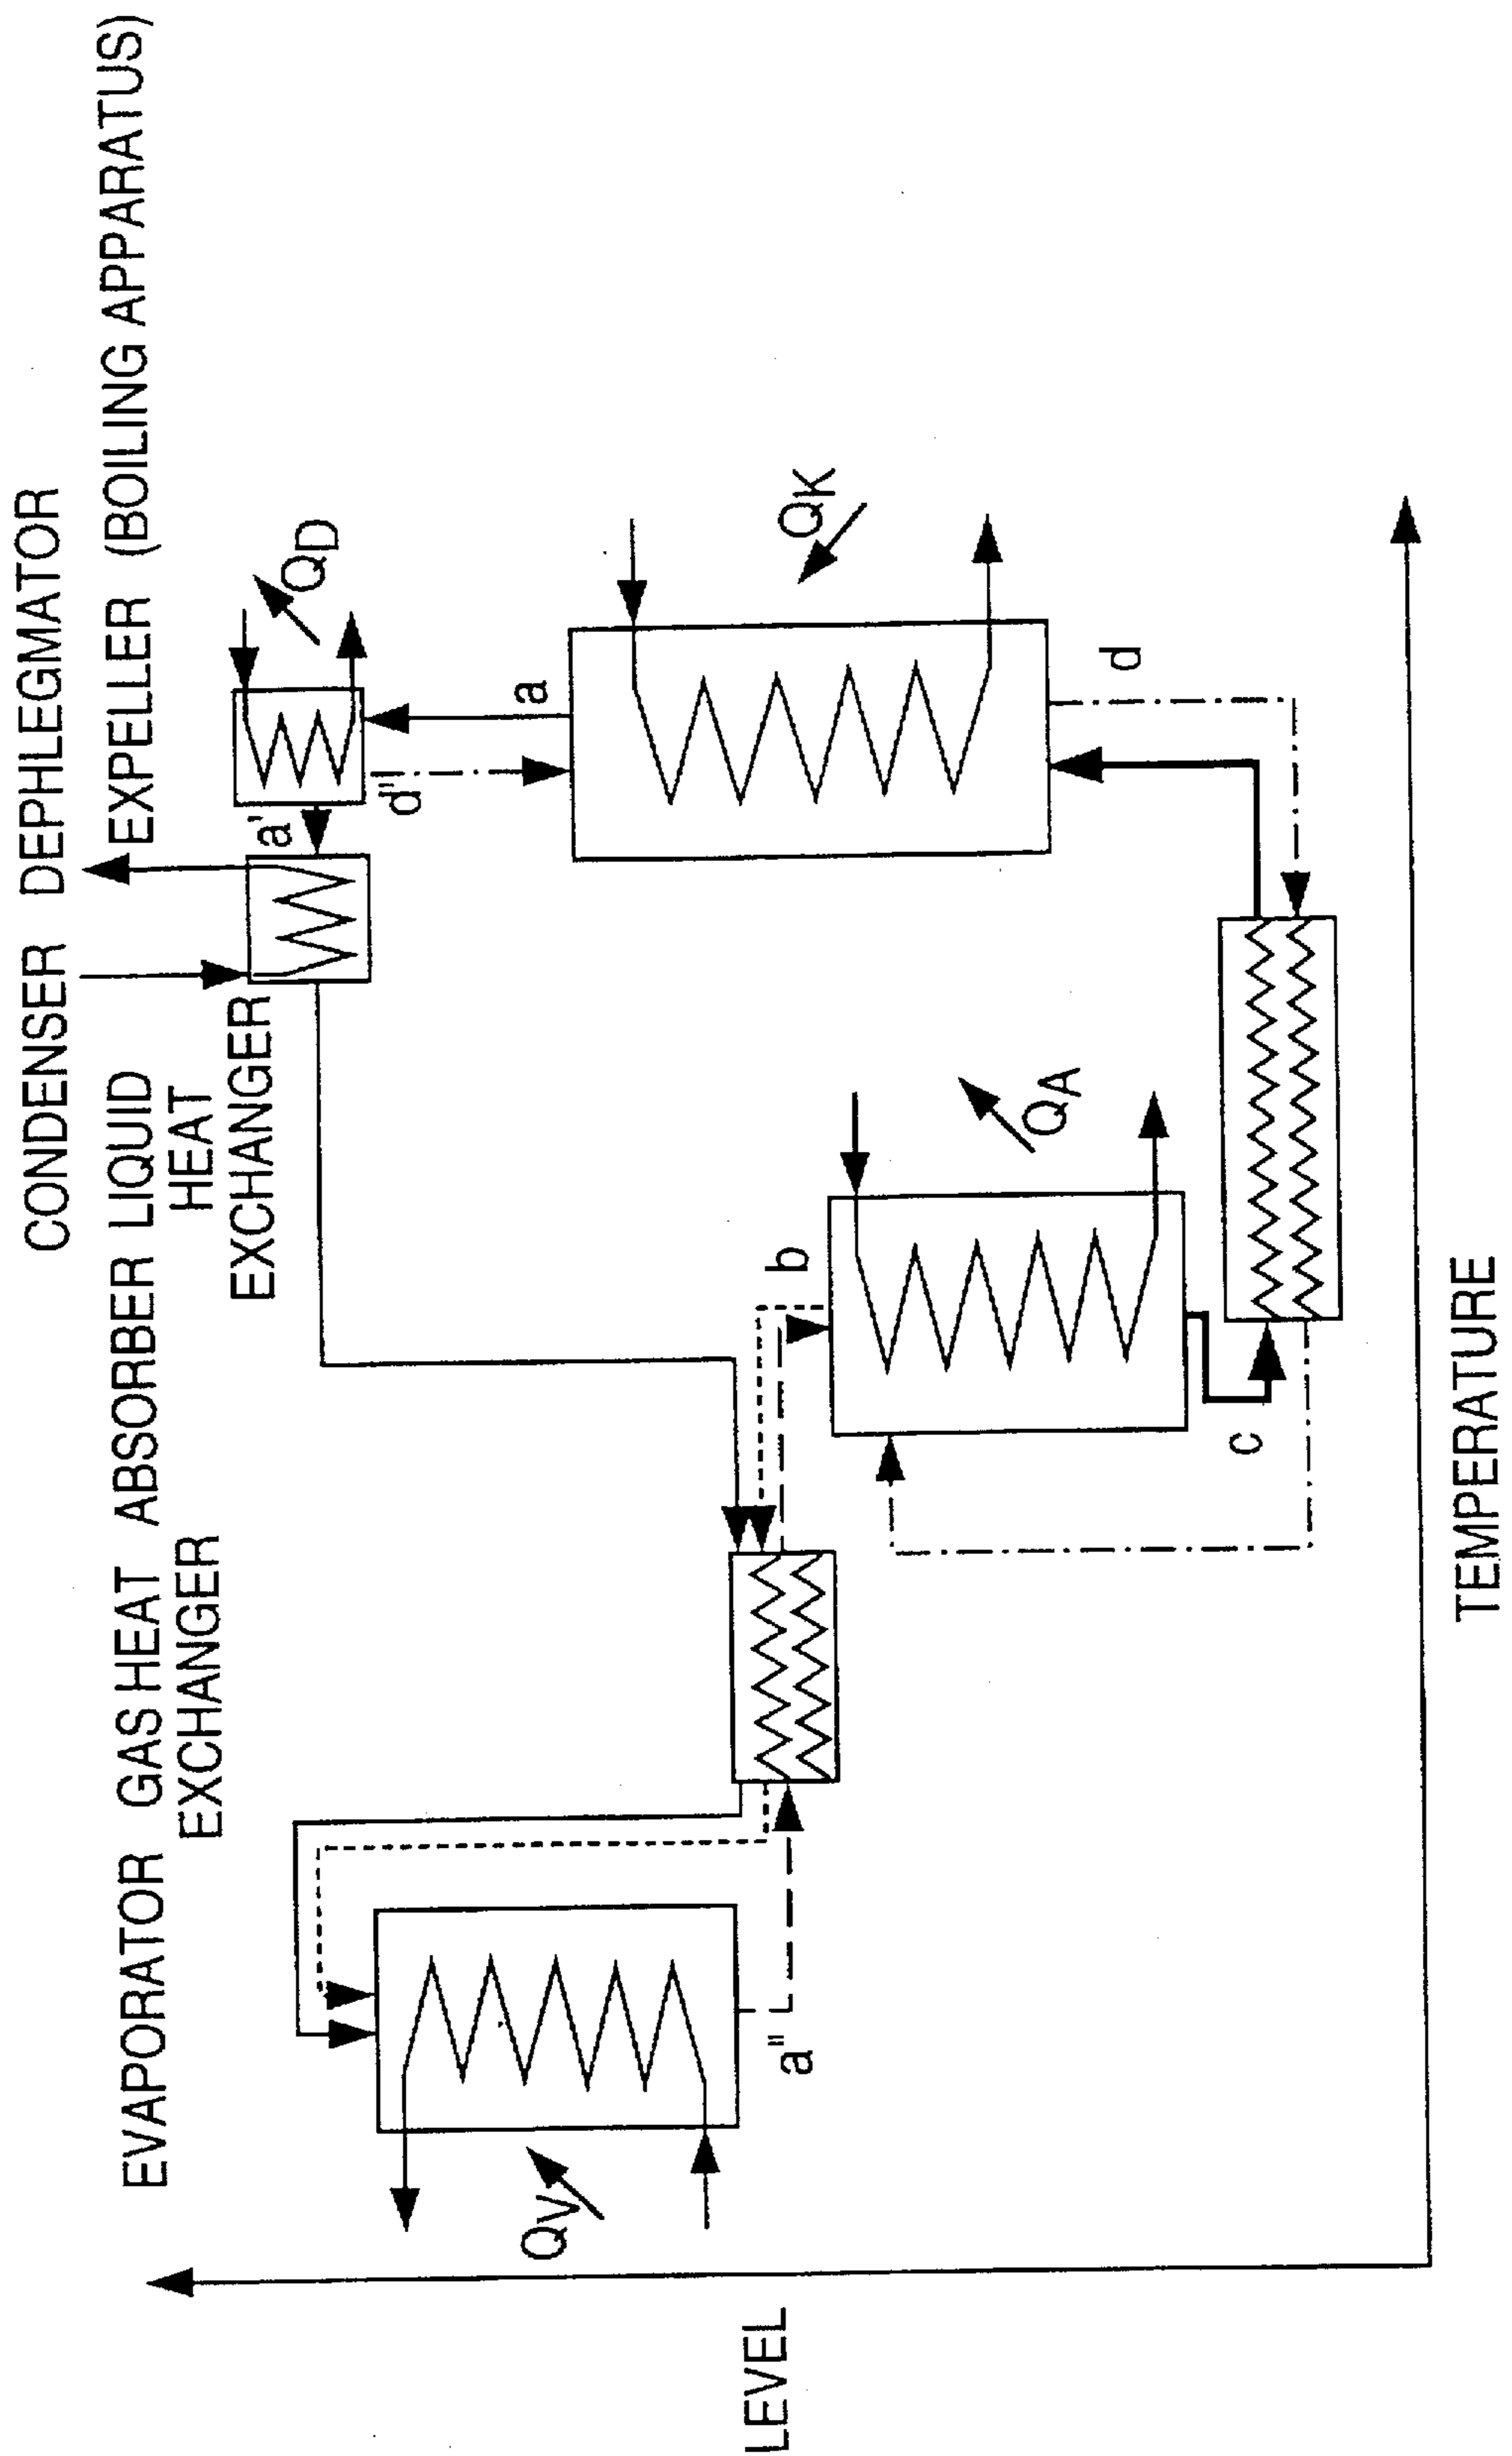 CONDENSER DEPHLEGMATOR
EVAPORATOR GAS HEAT ABSORBER LIQUID EXPELLER (BOILING APPARATUS)
EXCHANGER HEAT
EXCHANGER
QD
a'
d'
a
QK
d
b
QA
c
QV
a"
LEVEL
TEMPERATURE